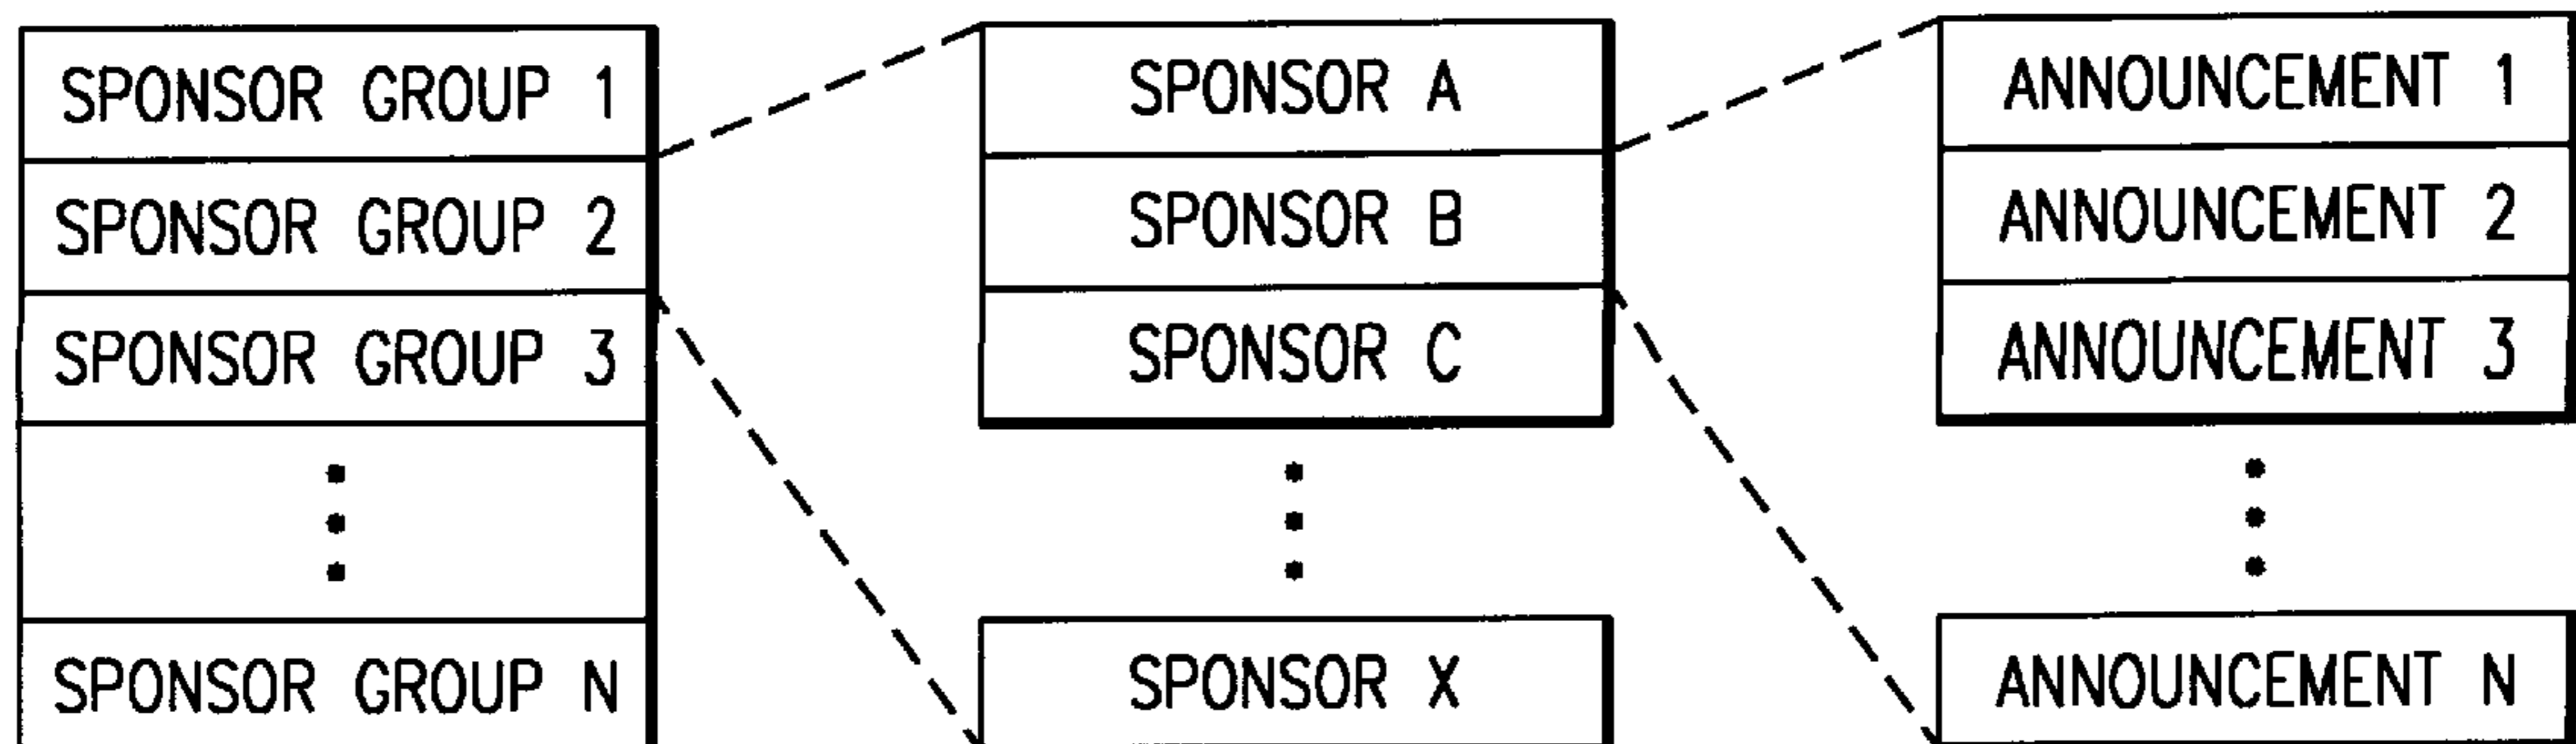 SPONSOR GROUP 1
SPONSOR GROUP 2
SPONSOR GROUP 3
SPONSOR GROUP N
SPONSOR A
SPONSOR B
SPONSOR C
SPONSOR X
ANNOUNCEMENT 1
ANNOUNCEMENT 2
ANNOUNCEMENT 3
ANNOUNCEMENT N